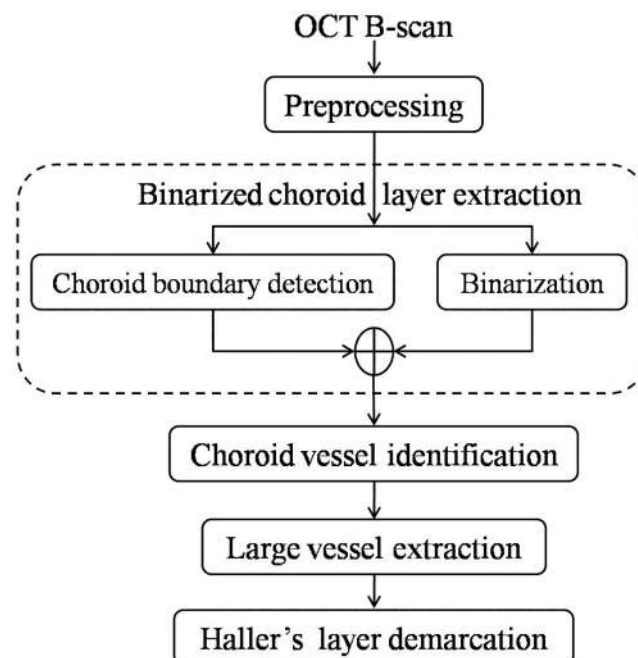 OCT B-scan
Preprocessing
Binarized choroid layer extraction
Choroid boundary detection
Binarization
Choroid vessel identification
Large vessel extraction
Haller's layer demarcation